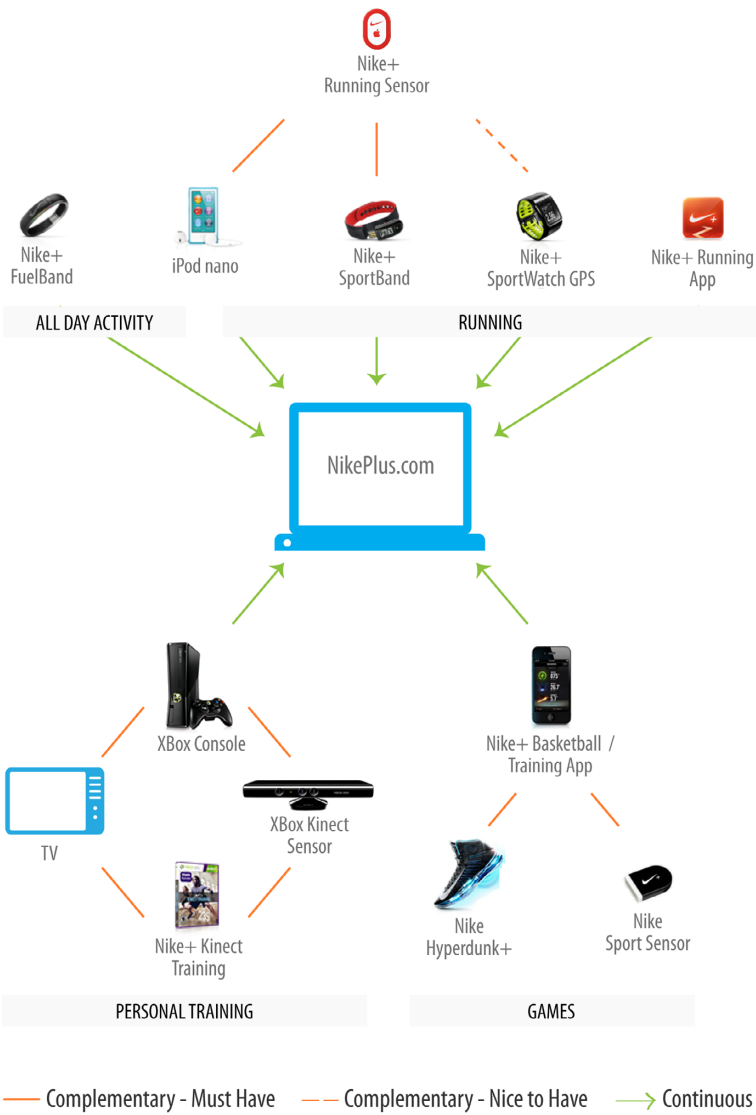 Nike+
Running Sensor
Nike+
FuelBand
iPod nano
Nike+
SportBand
Nike+
SportWatch GPS
Nike+ Running
App
ALL DAY ACTIVITY
RUNNING
NikePlus.com
XBox Console
Nike+ Basketball /
Training App
TV
XBox Kinect
Sensor
Nike+ Kinect
Training
Nike
Hyperdunk+
Nike
Sport Sensor
PERSONAL TRAINING
GAMES
Complementary - Must Have
Complementary - Nice to Have
Continuous